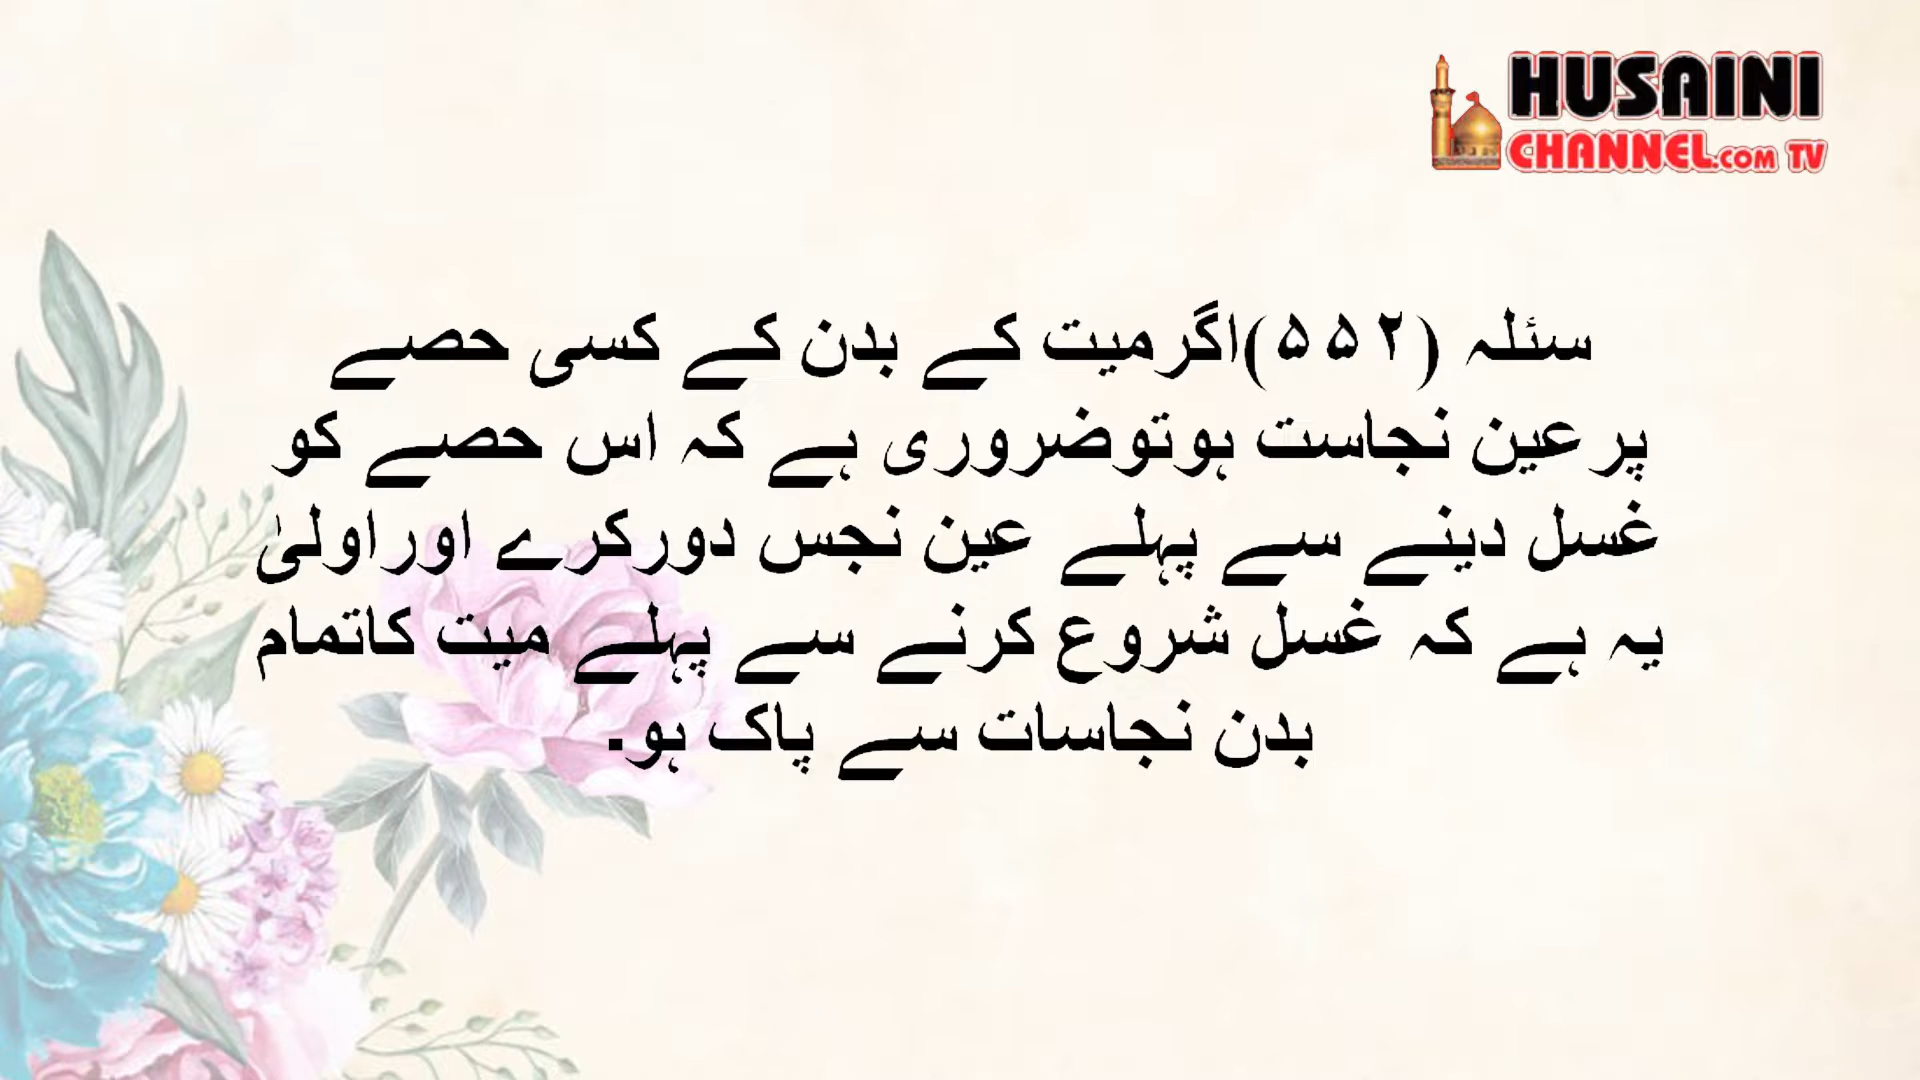 HUSAINI
CHANNEL.COM TV
سئلہ (۵۵۲)اگرمیت کے بدن کے کسی حصے
پرعین نجاست ہوتوضروری ہے کہ اس حصے کو
غسل دینے سے پہلے عین نجس دورکرے اوراولیٰ
یہ ہے کہ غسل شروع کرنے سے پہلے میت کاتمام
بدن نجاسات سے پاک ہو.